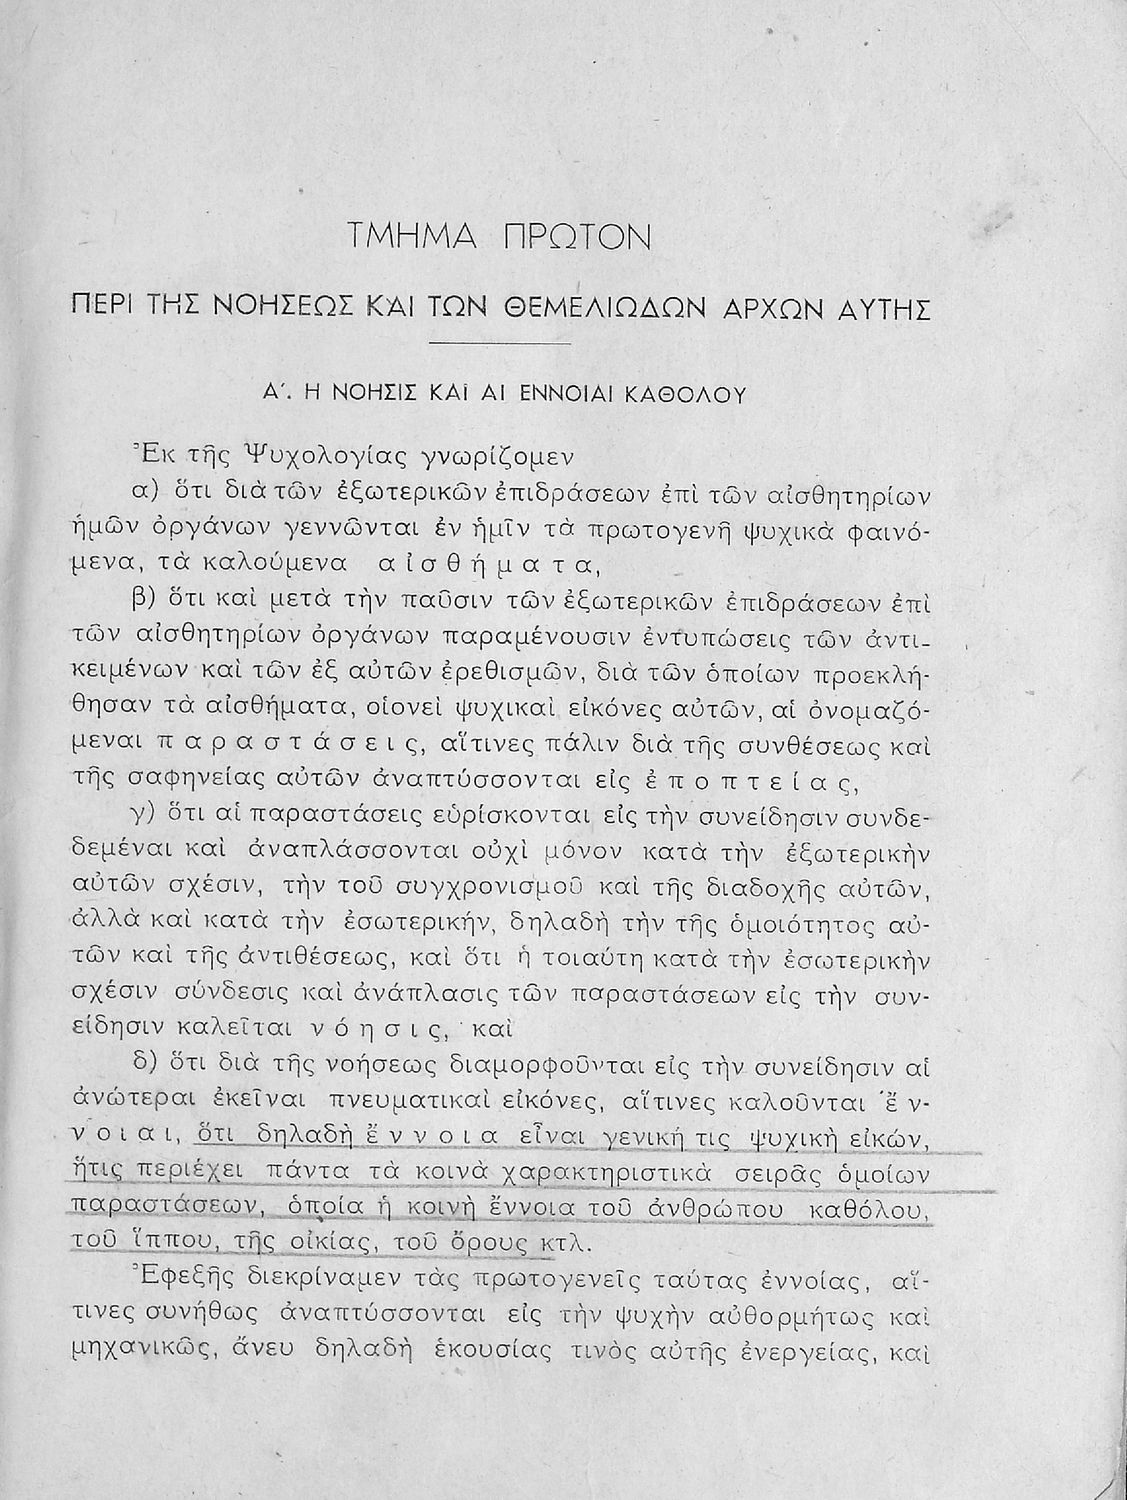 ΤΜΗΜΑ ΠΡΩΤΟΝ
ΠΕΡΙ ΤΗΣ ΝΟΗΣΕΩΣ ΚΑΙ ΤΩΝ ΘΕΜΕΛΙΩΔΩΝ ΑΡΧΩΝ ΑΥΤΗΣ
Α΄. Η ΝΟΗΣΙΣ ΚΑΙ ΑΙ ΕΝΝΟΙΑΙ ΚΑΘΟΛΟΥ
Ἐκ τῆς Ψυχολογίας γνωρίζομεν
α) ὅτι διὰ τῶν ἐξωτερικῶν ἐπιδράσεων ἐπὶ τῶν αἰσθητηρίων
ἡμῶν ὀργάνων γεννῶνται ἐν ἡμῖν τὰ πρωτογενῆ ψυχικὰ φαινό-
μενα, τὰ καλούμενα α ἰ σ θ ή μ α τ α,
β) ὅτι καὶ μετὰ τὴν παῦσιν τῶν ἐξωτερικῶν ἐπιδράσεων ἐπὶ
τῶν αἰσθητηρίων ὀργάνων παραμένουσιν ἐντυπώσεις τῶν ἀντι-
κειμένων καὶ τῶν ἐξ αὐτῶν ἐρεθισμῶν, διὰ τῶν ὁποίων προεκλή-
θησαν τὰ αἰσθήματα, οἱονεὶ ψυχικαὶ εἰκόνες αὐτῶν, αἱ ὀνομαζό-
μεναι π α ρ α σ τ ά σ ε ι ς, αἵτινες πάλιν διὰ τῆς συνθέσεως καὶ
τῆς σαφηνείας αὐτῶν ἀναπτύσσονται εἰς ἐ π ο π τ ε ί α ς,
γ) ὅτι αἱ παραστάσεις εὑρίσκονται εἰς τὴν συνείδησιν συνδε-
δεμέναι καὶ ἀναπλάσσονται οὐχὶ μόνον κατὰ τὴν ἐξωτερικὴν
αὐτῶν σχέσιν, τὴν τοῦ συγχρονισμοῦ καὶ τῆς διαδοχῆς αὐτῶν,
ἀλλὰ καὶ κατὰ τὴν ἐσωτερικήν, δηλαδὴ τὴν τῆς ὁμοιότητος αὐ-
τῶν καὶ τῆς ἀντιθέσεως, καὶ ὅτι ἡ τοιαύτη κατὰ τὴν ἐσωτερικὴν
σχέσιν σύνδεσις καὶ ἀνάπλασις τῶν παραστάσεων εἰς τὴν συν-
είδησιν καλεῖται ν ό η σ ι ς, καὶ
δ) ὅτι διὰ τῆς νοήσεως διαμορφοῦνται εἰς τὴν συνείδησιν αἱ
ἀνώτεραι ἐκεῖναι πνευματικαὶ εἰκόνες, αἵτινες καλοῦνται ἔ ν-
ν ο ι α ι, ὅτι δηλαδὴ ἔ ν ν ο ι α εἶναι γενική τις ψυχικὴ εἰκών,
ἥτις περιέχει πάντα τὰ κοινὰ χαρακτηριστικὰ σειρᾶς ὁμοίων
παραστάσεων, ὁποία ἡ κοινὴ ἔννοια τοῦ ἀνθρώπου καθόλου,
τοῦ ἵππου, τῆς οἰκίας, τοῦ ὄρους κτλ.
Ἐφεξῆς διεκρίναμεν τὰς πρωτογενεῖς ταύτας ἐννοίας, αἵ-
τινες συνήθως ἀναπτύσσονται εἰς τὴν ψυχὴν αὐθορμήτως καὶ
μηχανικῶς, ἄνευ δηλαδὴ ἑκουσίας τινὸς αὐτῆς ἐνεργείας, καὶ